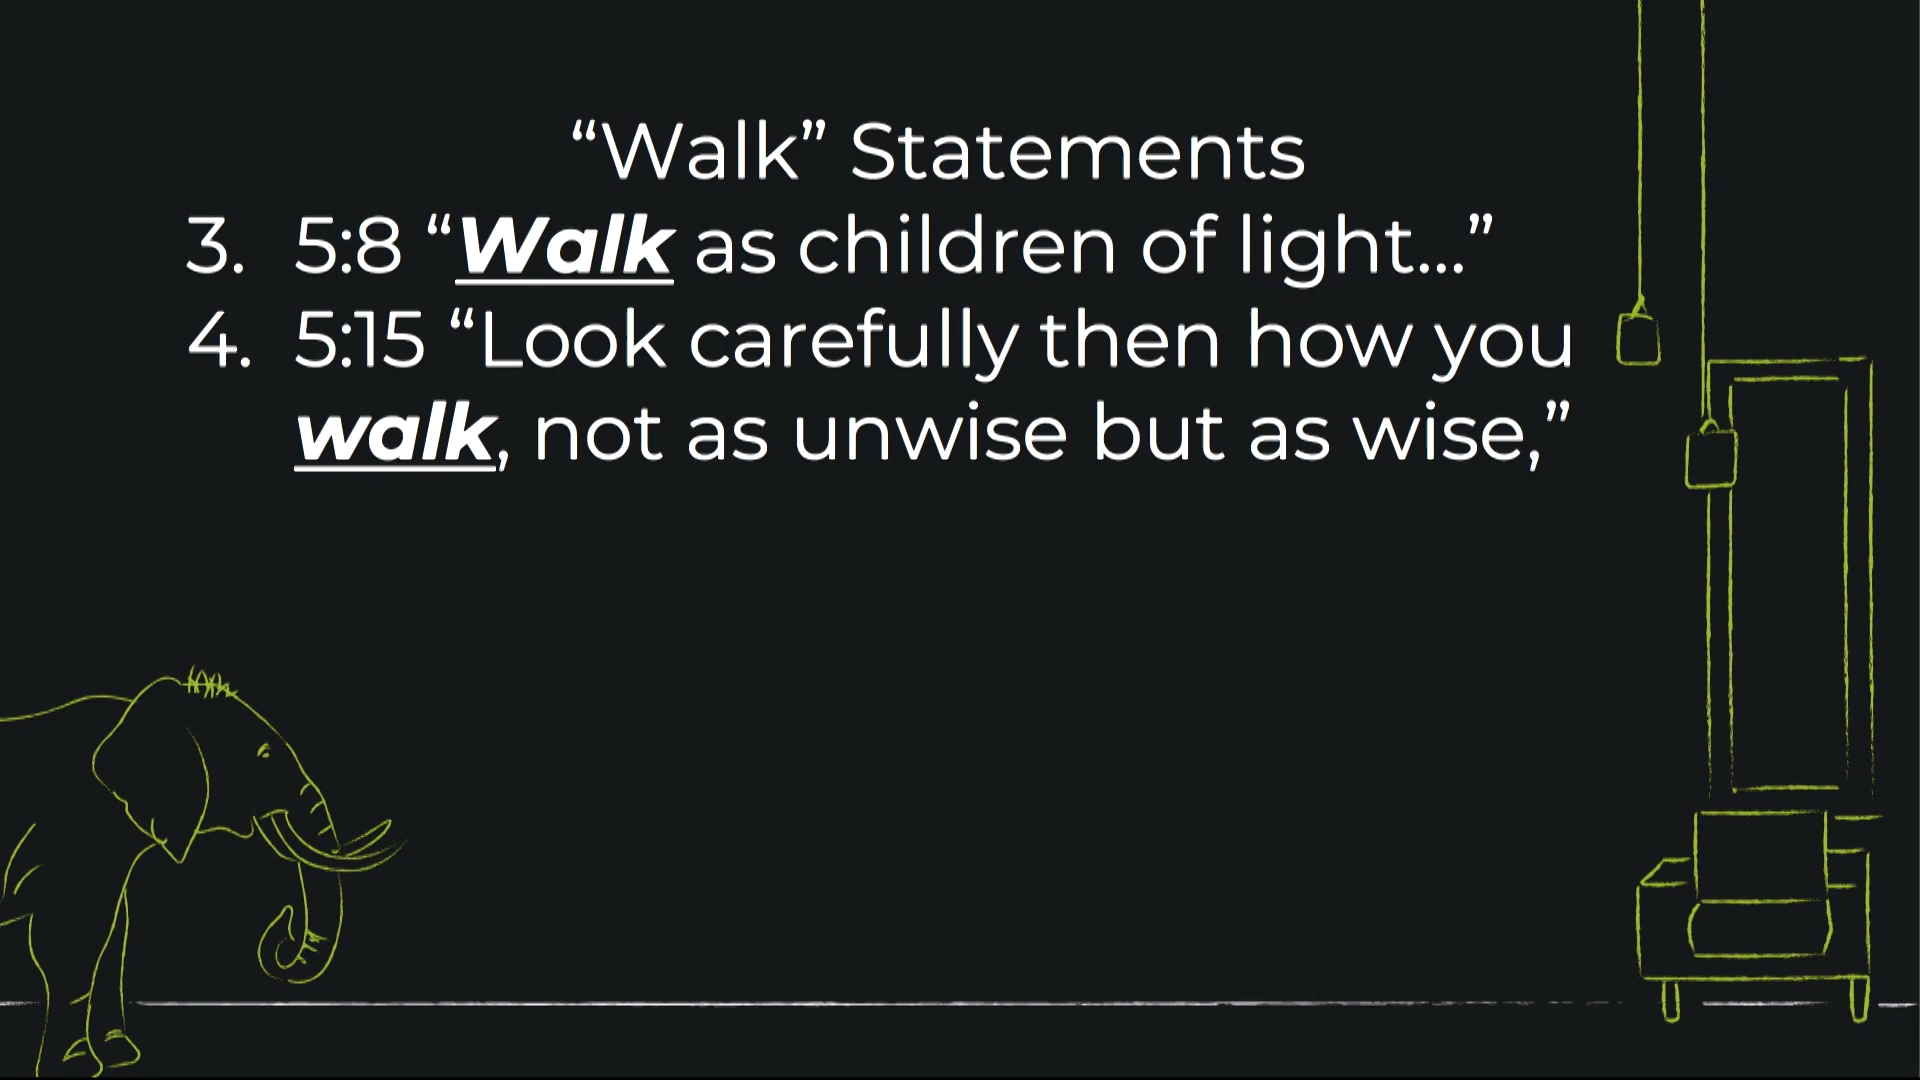 “Walk” Statements
3. 5:8 “Walk as children of light...”
4. 5:15 “Look carefully then how you
walk, not as unwise but as wise,”